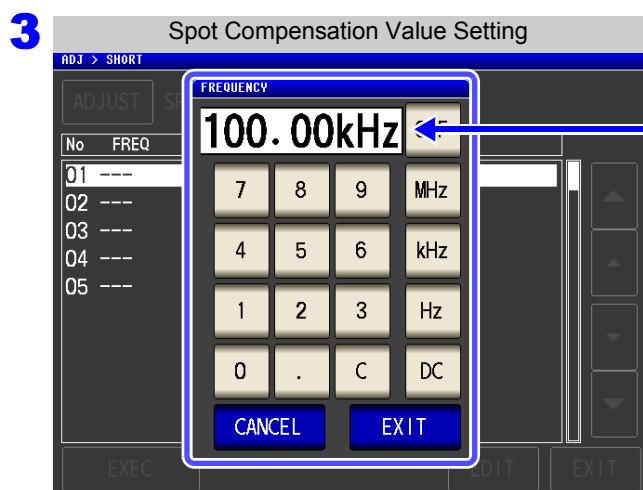 3
Spot Compensation Value Setting
ADJ > SHORT
ADJUST
FREQUENCY
100.00kHz
No FREQ
01 ---
02 ---
03 ---
04 ---
05 ---
7 8 9 MHz
4 5 6 kHz
1 2 3 Hz
0 . C DC
CANCEL EXIT
EXEC EDIT EXIT